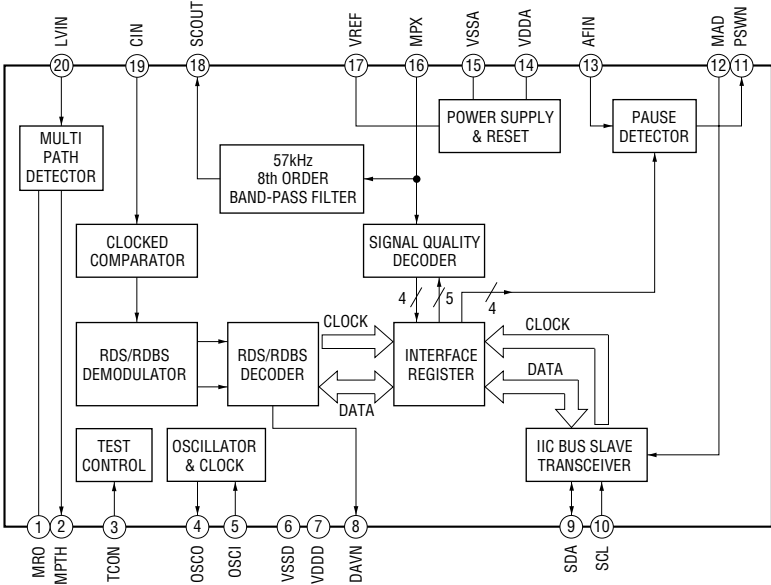 LVIN
CIN
SCOUT
VREF
MPX
VSSA
VDDA
AFIN
MAD
PSWN
20
19
18
17
16
15
14
13
12
11
MULTI
PATH
DETECTOR
57kHz
8th ORDER
BAND-PASS FILTER
POWER SUPPLY
& RESET
PAUSE
DETECTOR
CLOCKED
COMPARATOR
SIGNAL QUALITY
DECODER
4
5
4
RDS/RDBS
DEMODULATOR
RDS/RDBS
DECODER
CLOCK
DATA
INTERFACE
REGISTER
CLOCK
DATA
TEST
CONTROL
OSCILLATOR
& CLOCK
IIC BUS SLAVE
TRANSCEIVER
1
2
3
4
5
6
7
8
9
10
MRO
MPTH
TCON
OSCO
OSCI
VSSD
VDDD
DAVN
SDA
SCL